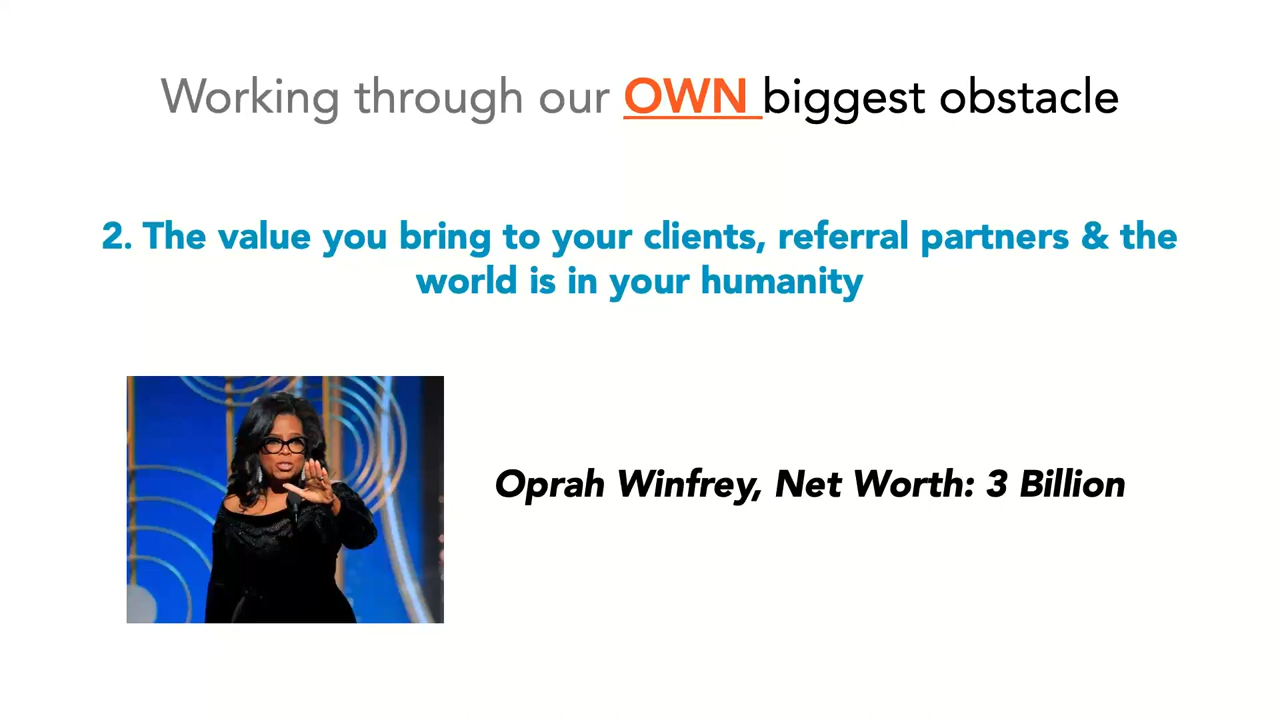 Working through our OWN biggest obstacle
2. The value you bring to your clients, referral partners & the
world is in your humanity
Oprah Winfrey, Net Worth: 3 Billion